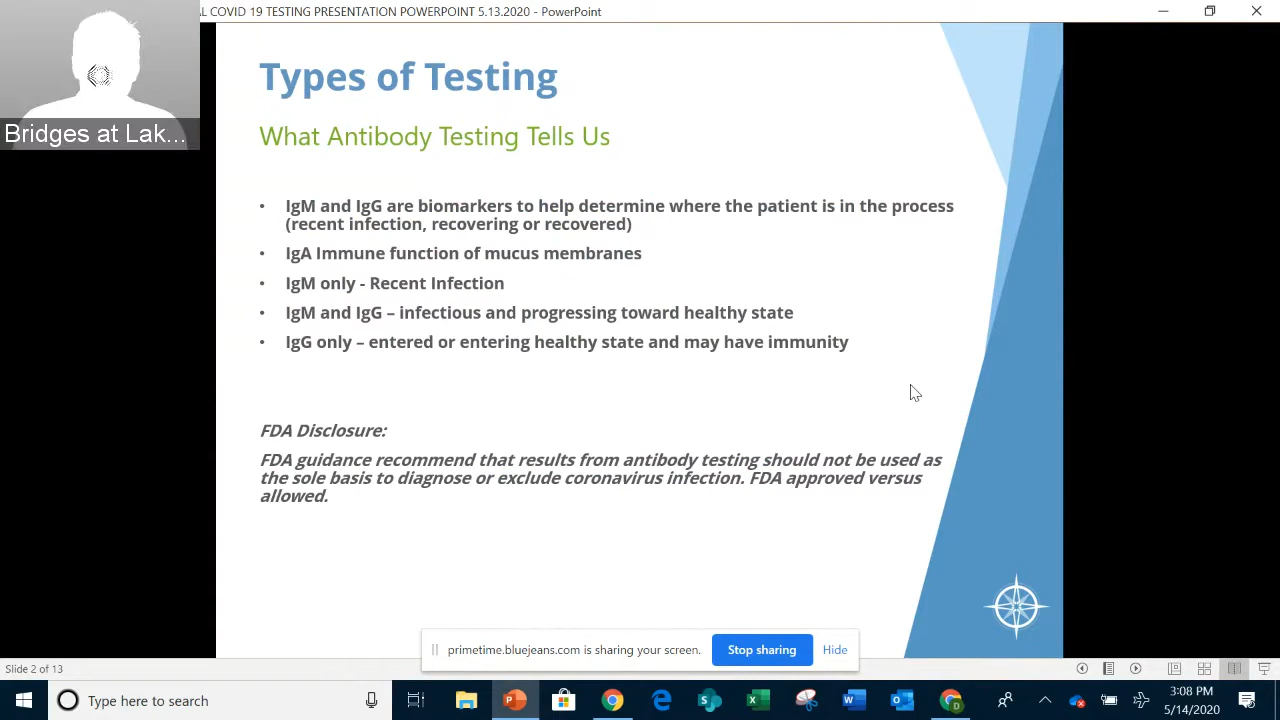 L COVID 19 TESTING PRESENTATION POWERPOINT 5.13.2020 - PowerPoint
Bridges at Lak...
Types of Testing
What Antibody Testing Tells Us
• IgM and IgG are biomarkers to help determine where the patient is in the process
(recent infection, recovering or recovered)
• IgA Immune function of mucus membranes
• IgM only - Recent Infection
• IgM and IgG – infectious and progressing toward healthy state
• IgG only – entered or entering healthy state and may have immunity
FDA Disclosure:
FDA guidance recommend that results from antibody testing should not be used as
the sole basis to diagnose or exclude coronavirus infection. FDA approved versus
allowed.
primetime.bluejeans.com is sharing your screen.
Stop sharing
Hide
Slide 2 of 13
Type here to search
3:08 PM
5/14/2020